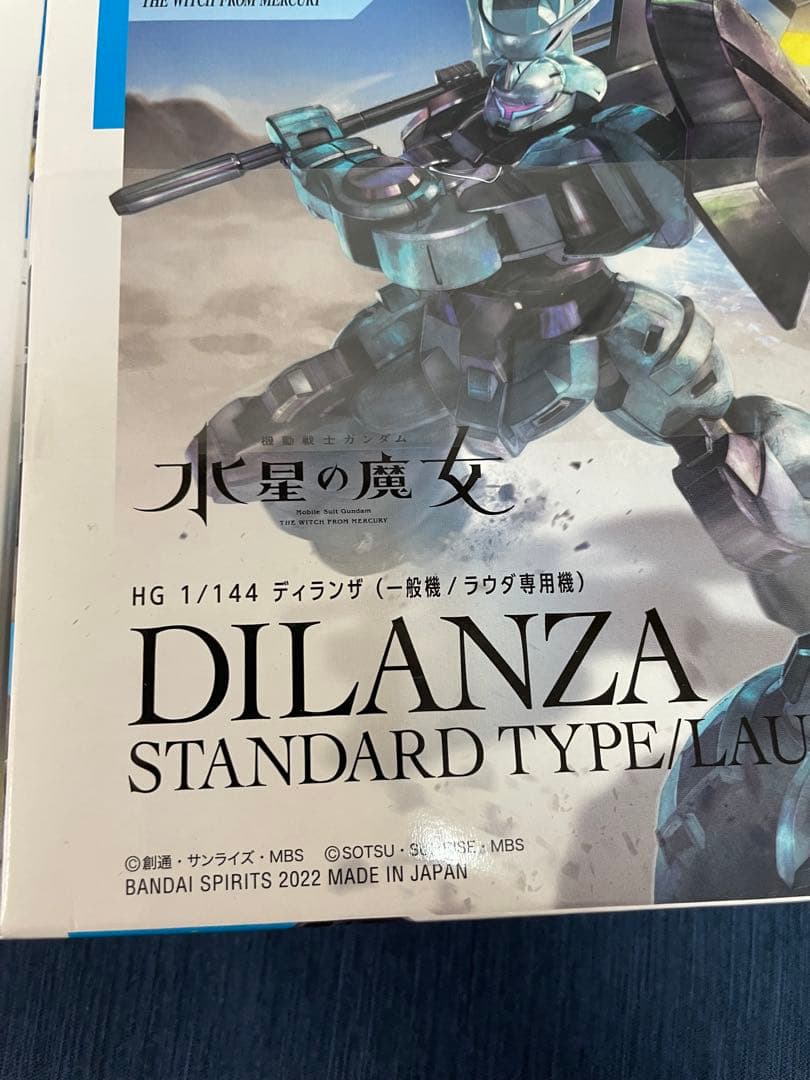 THE WITCH FROM MERCURY
機動戦士ガンダム
水星の魔女
Mobile Suit Gundam
THE WITCH FROM MERCURY
HG 1/144 ディランザ (一般機/ラウダ専用機)
DILANZA
STANDARD TYPE/LAU
©創通・サンライズ・MBS ©SOTSU・SUNRISE・MBS
BANDAI SPIRITS 2022 MADE IN JAPAN